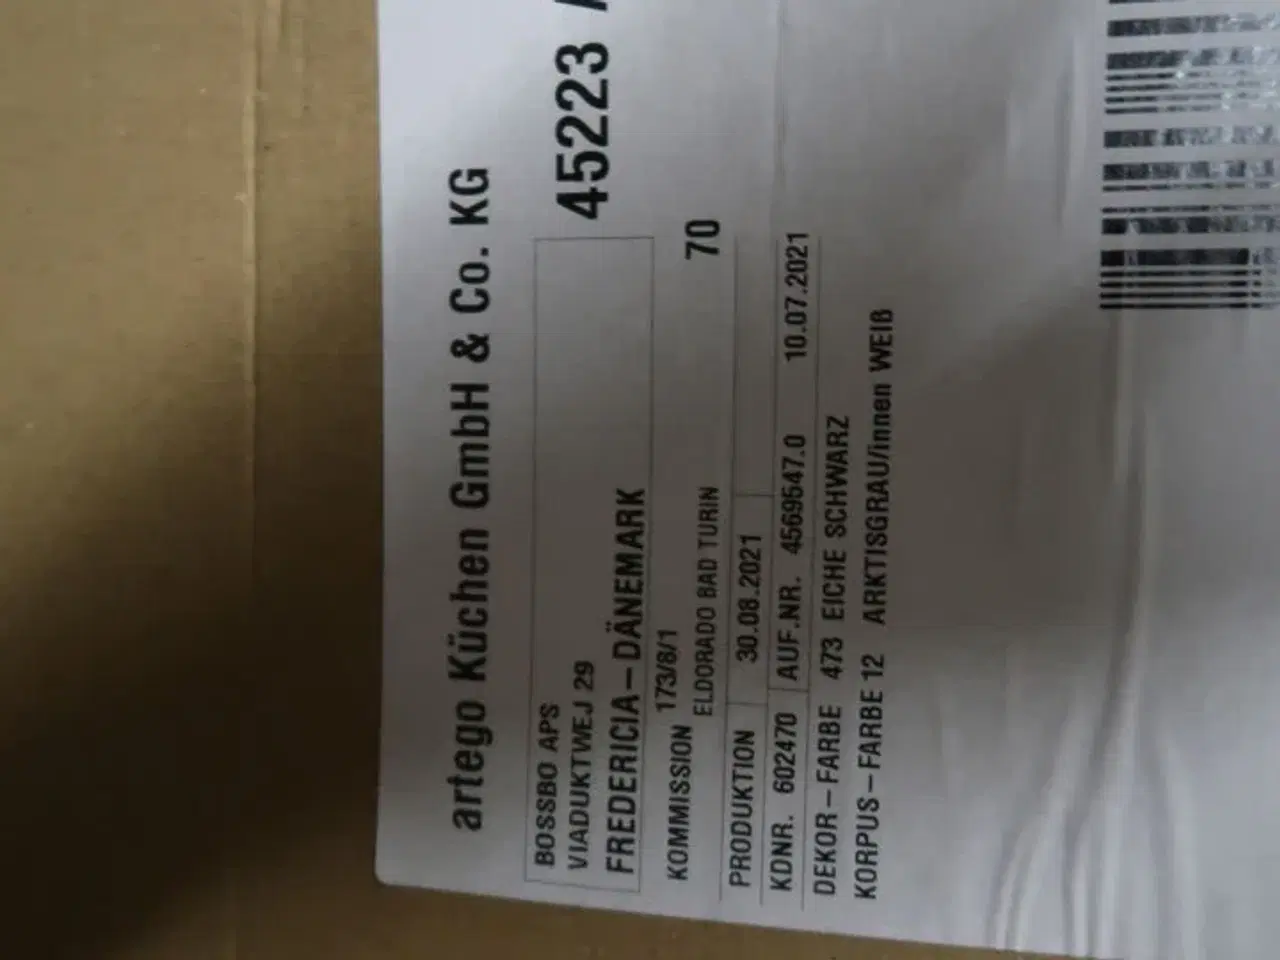 artego Küchen GmbH & Co. KG
45223 /
BOSSBO APS
VIADUKTWEJ 29
FREDERICIA-DÄNEMARK
KOMMISSION 173/8/1
ELDORADO BAD TURIN 70
PRODUKTION 30.08.2021
KDNR. 602470 AUF.NR. 4569547.0 10.07.2021
DEKOR-FARBE 473 EICHE SCHWARZ
KORPUS-FARBE 12 ARKTISGRAU/innen WEIß